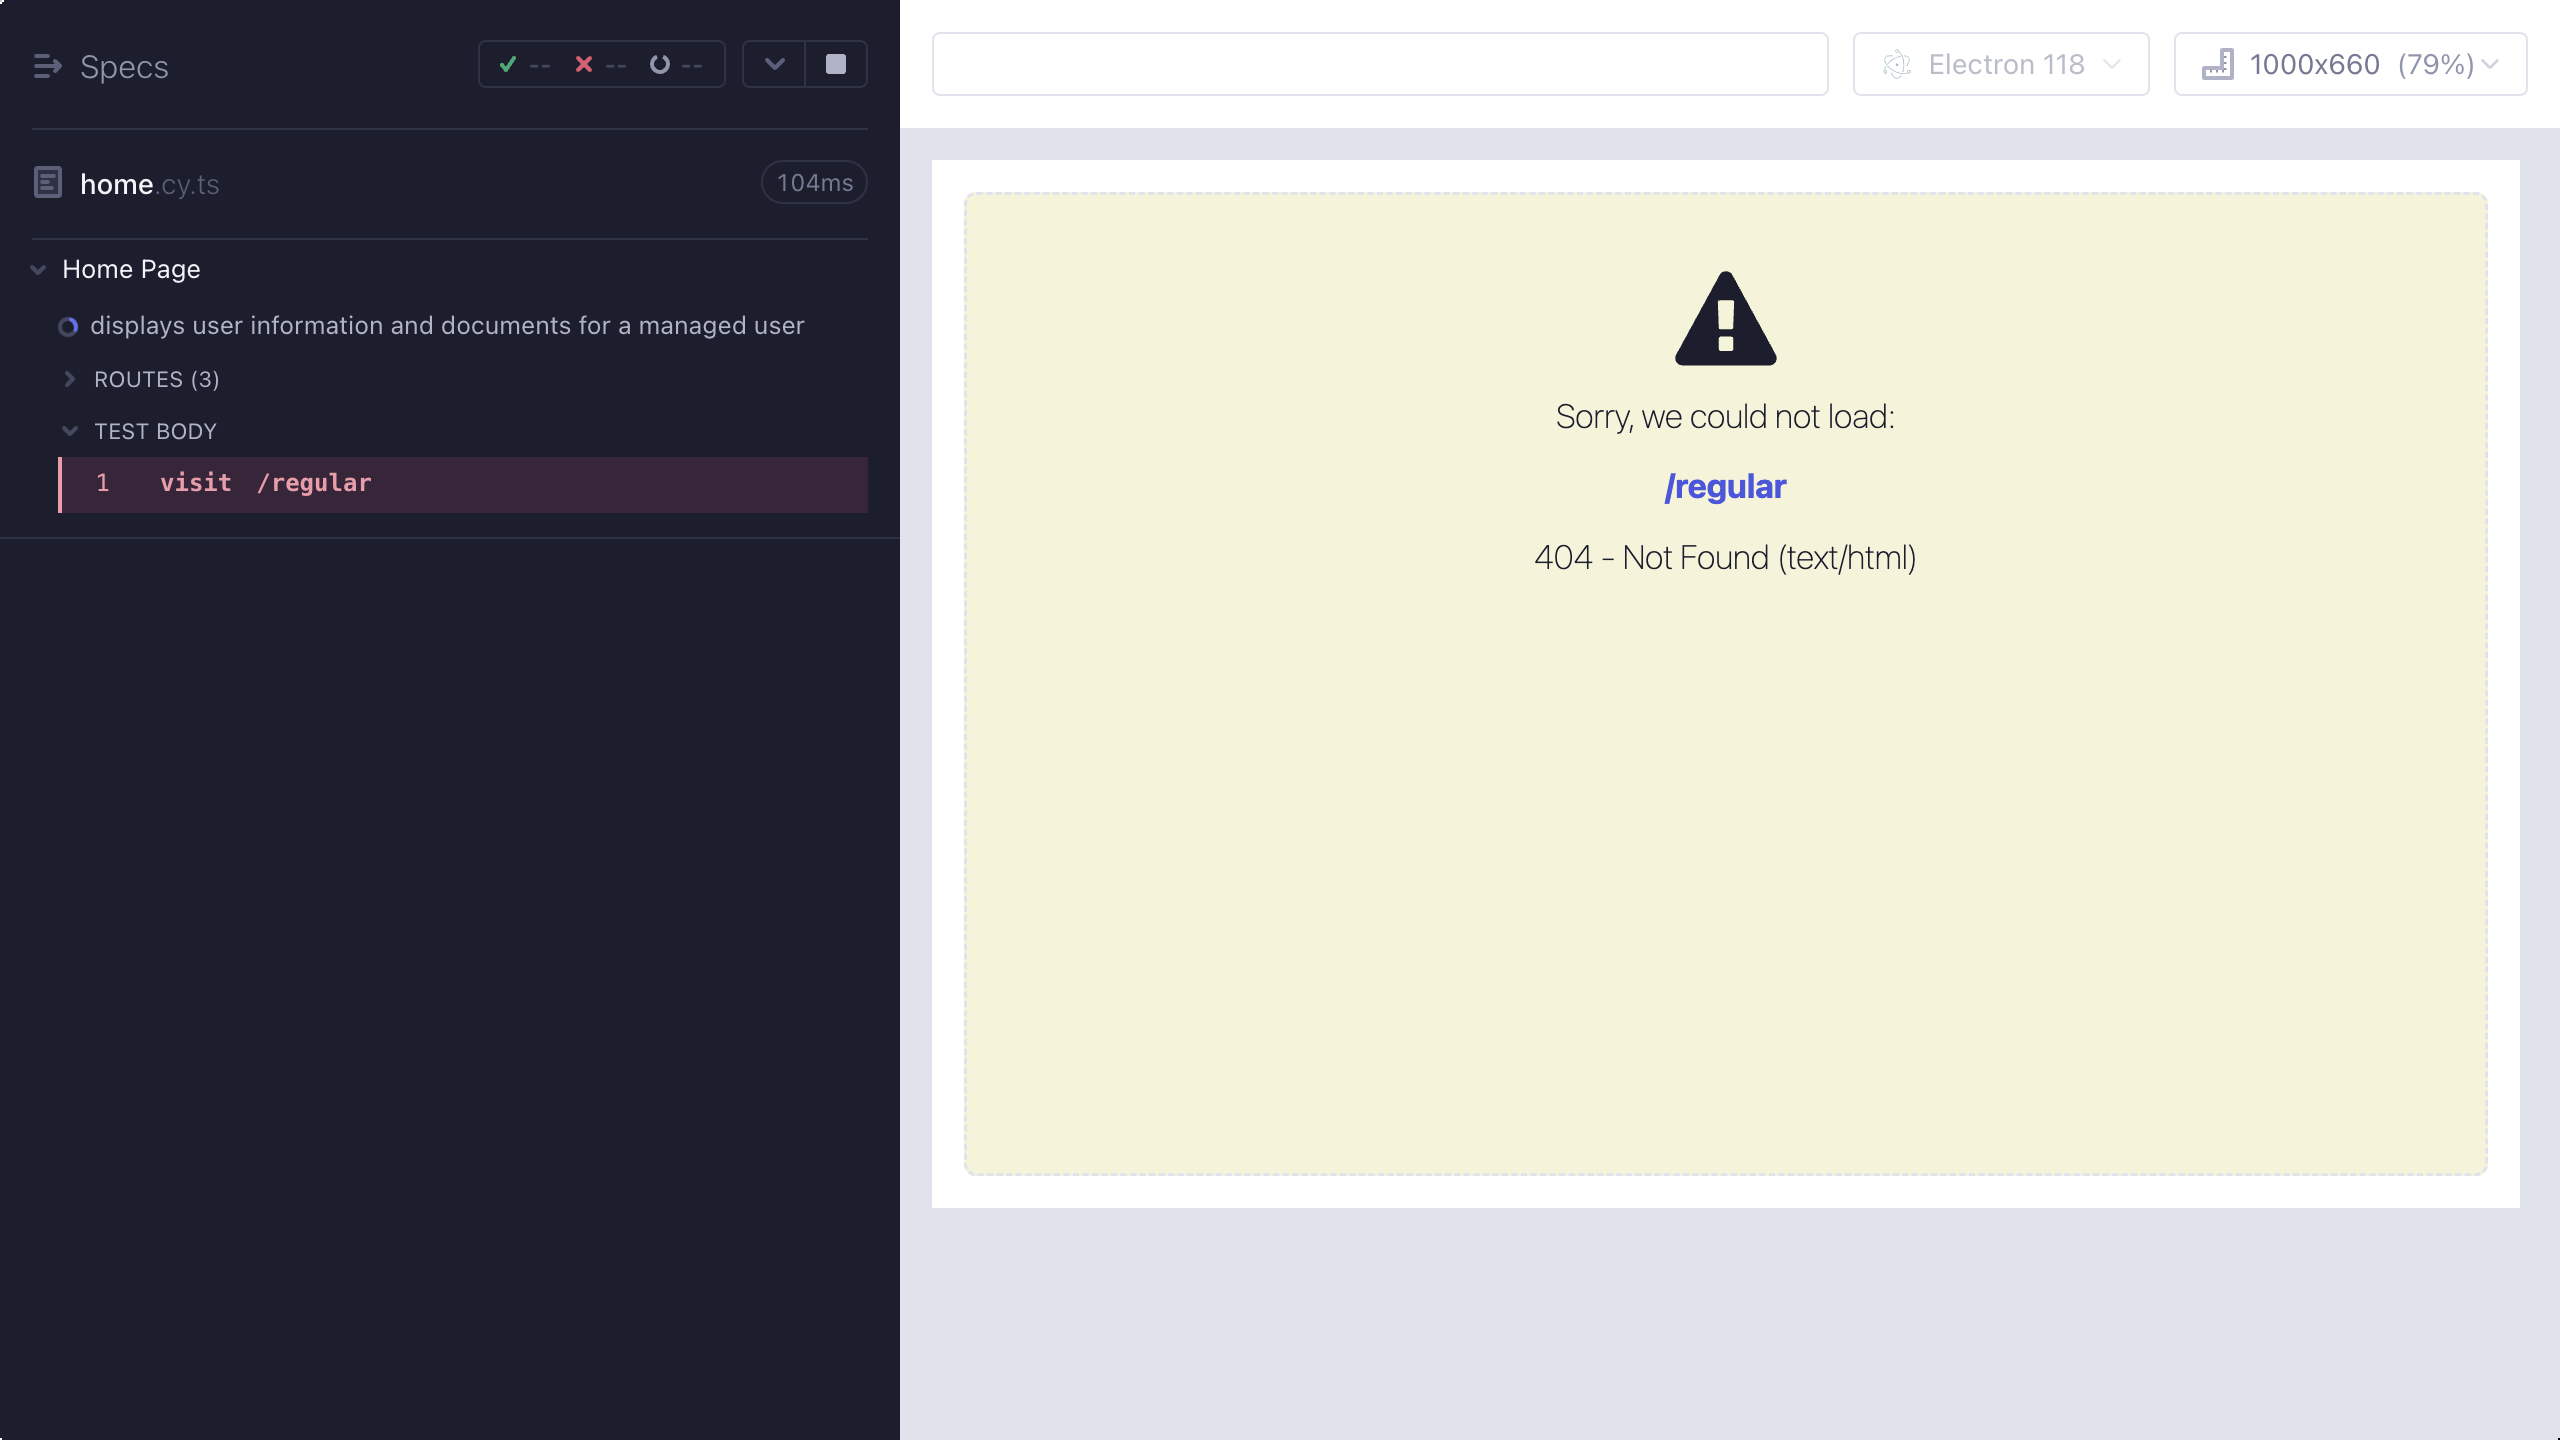 Specs
-- -- --
home.cy.ts
104ms
Home Page
displays user information and documents for a managed user
ROUTES (3)
TEST BODY
1 visit /regular
Electron 118
1000x660 (79%)
Sorry, we could not load:
/regular
404 - Not Found (text/html)